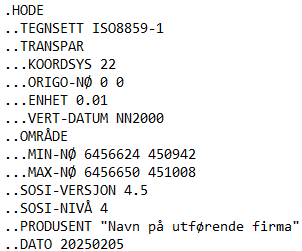 .HODE
..TEGNSETT ISO8859-1
..TRANSPAR
...KOORDSYS 22
...ORIGO-NØ 0 0
...ENHET 0.01
...VERT-DATUM NN2000
..OMRÅDE
...MIN-NØ 6456624 450942
...MAX-NØ 6456650 451008
..SOSI-VERSJON 4.5
..SOSI-NIVÅ 4
..PRODUSENT "Navn på utførende firma"
..DATO 20250205